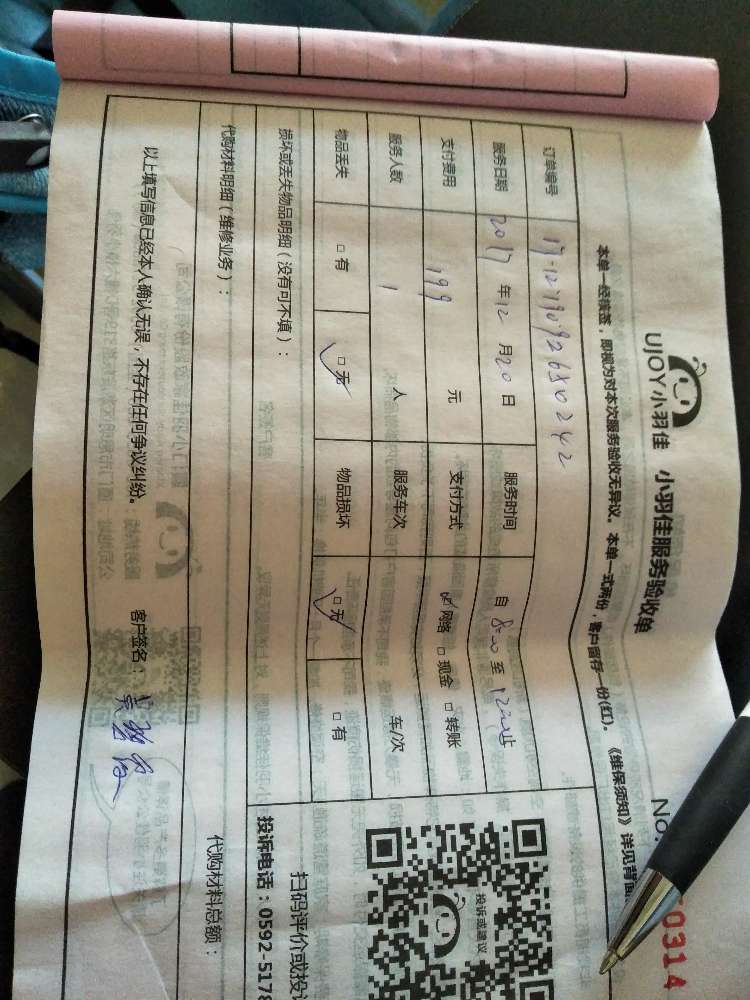 UJOY小羽佳 小羽佳服务验收单
No.
0314
本单一经核签，即视为对本次服务验收无异议。本单一式两份，客户留存一份(红)。《维保须知》详见背面
订单编号 17-12190926580242
服务日期 2017 年 12 月 20 日 服务时间 自 8:00 至 12:00
支付费用 199 元 支付方式 网络 □ 现金 □ 转账
服务人数 1 人 服务车次 车/次
物品丢失 □ 有 □ 无 物品损坏 □ 无 □ 有
损坏或丢失物品明细（没有可不填）：
代购材料明细（维修业务）：
代购材料总额：
以上填写信息已经本人确认无误，不存在任何争议纠纷。 客户签名：
投诉或建议
扫码评价或投
投诉电话：0592-5178